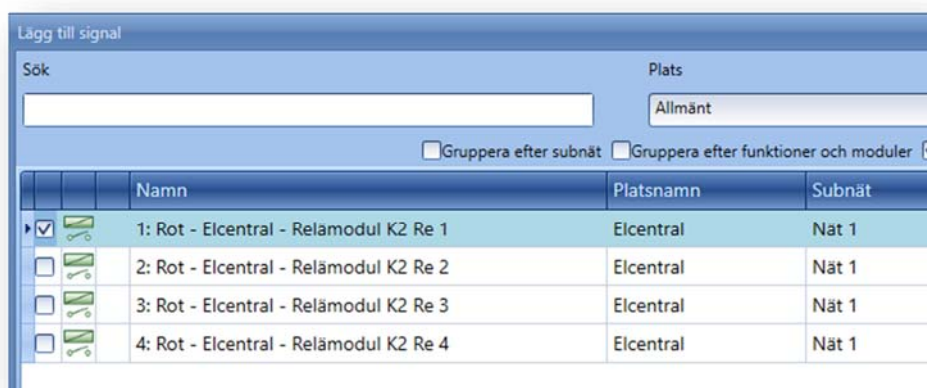 Lägg till signal
Sök Plats
Allmänt
Gruppera efter subnät Gruppera efter funktioner och moduler
Namn Platsnamn Subnät
1: Rot - Elcentral - Relämodul K2 Re 1 Elcentral Nät 1
2: Rot - Elcentral - Relämodul K2 Re 2 Elcentral Nät 1
3: Rot - Elcentral - Relämodul K2 Re 3 Elcentral Nät 1
4: Rot - Elcentral - Relämodul K2 Re 4 Elcentral Nät 1